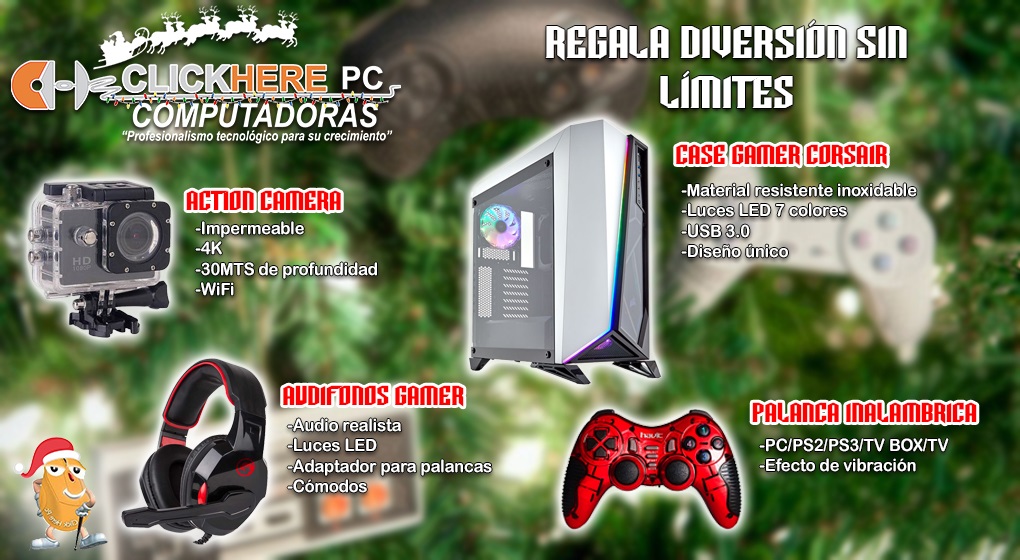 CLICKHERE PC
COMPUTADORAS
"Profesionalismo tecnológico para su crecimiento"
REGALA DIVERSIÓN SIN
LÍMITES
CASE GAMER CORSAIR
-Material resistente inoxidable
-Luces LED 7 colores
-USB 3.0
-Diseño único
ACTION CAMERA
-Impermeable
-4K
-30MTS de profundidad
-WiFi
HD
AUDIFONOS GAMER
-Audio realista
-Luces LED
-Adaptador para palancas
-Cómodos
PALANCA INALAMBRICA
-PC/PS2/PS3/TV BOX/TV
-Efecto de vibración
havit